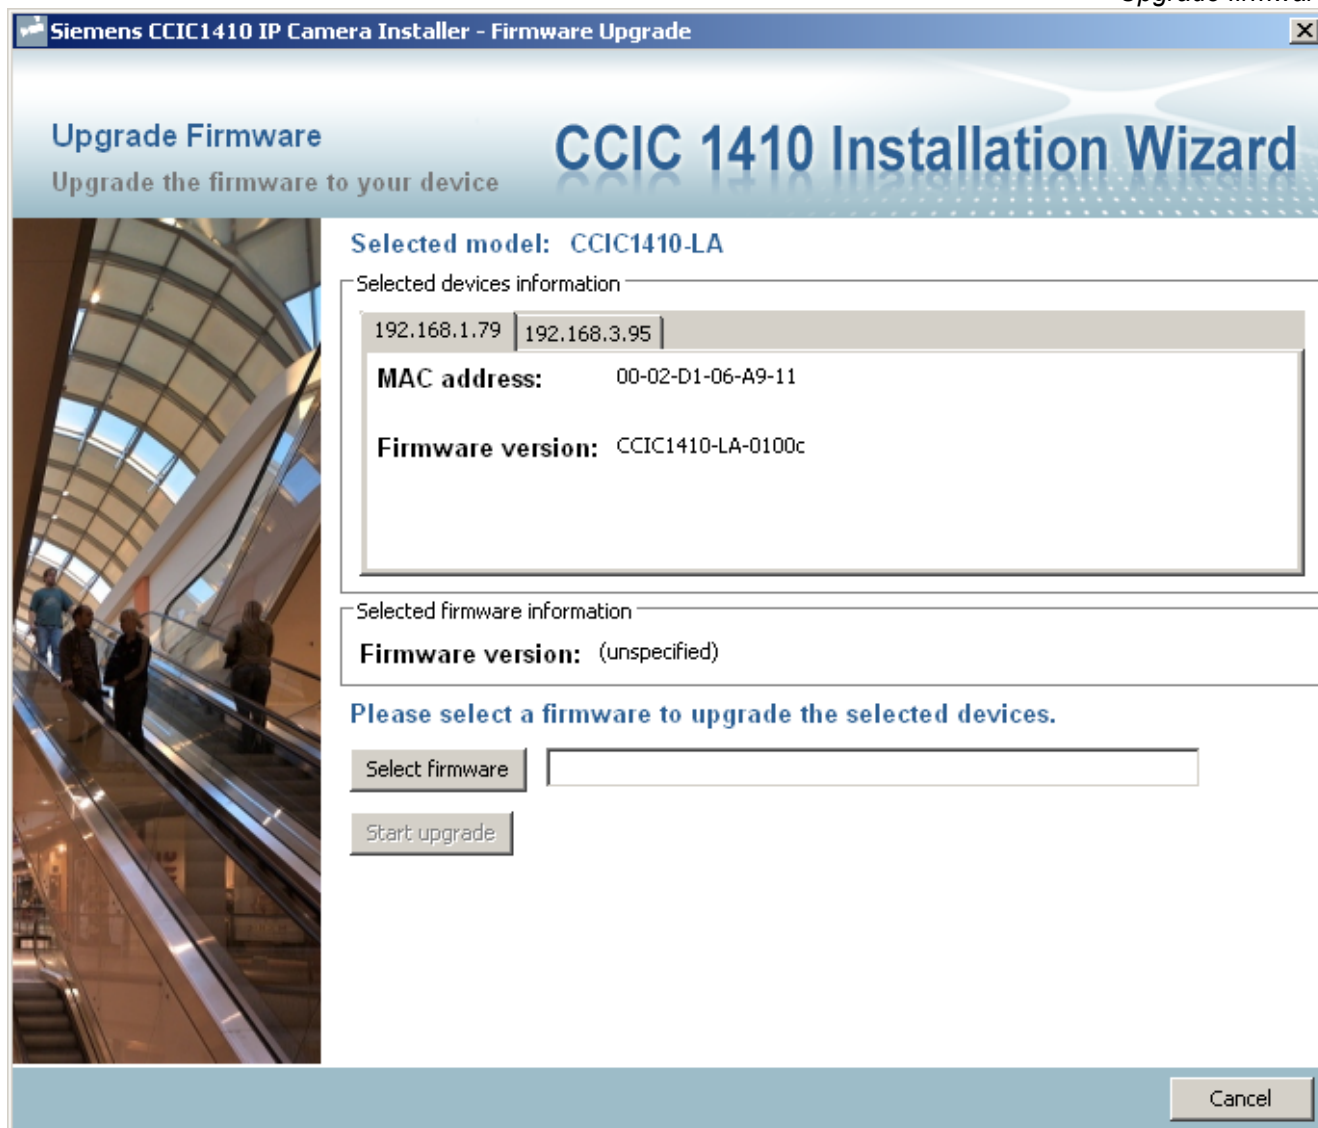 Siemens CCIC1410 IP Camera Installer - Firmware Upgrade
Upgrade Firmware
CCIC 1410 Installation Wizard
Upgrade the firmware to your device
Selected model: CCIC1410-LA
Selected devices information
192.168.1.79 192.168.3.95
MAC address: 00-02-D1-06-A9-11
Firmware version: CCIC1410-LA-0100c
Selected firmware information
Firmware version: (unspecified)
Please select a firmware to upgrade the selected devices.
Select firmware
Start upgrade
Cancel